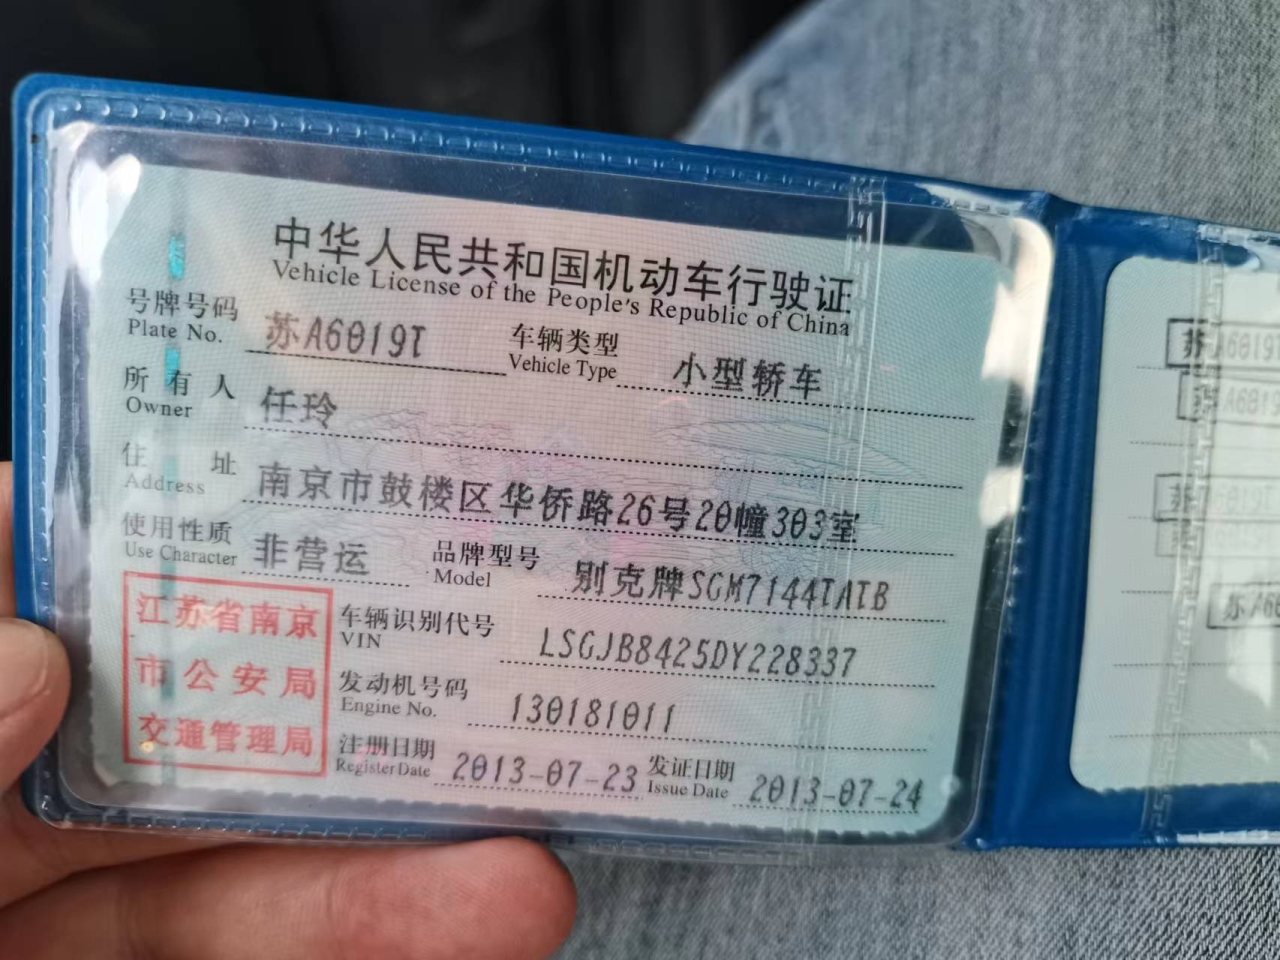 中华人民共和国机动车行驶证
Vehicle License of the People's Republic of China
号牌号码 苏A6019T 车辆类型 小型轿车
Plate No. Vehicle Type
所有人 任玲
Owner
住址 南京市鼓楼区华侨路26号20幢303室
Address
使用性质 非营运 品牌型号 别克牌SGM7144TATB
Use Character Model
江苏省南京
市公安局
交通管理局
车辆识别代号 LSGJB8425DY228337
VIN
发动机号码 130181011
Engine No.
注册日期 2013-07-23 发证日期 2013-07-24
Register Date Issue Date